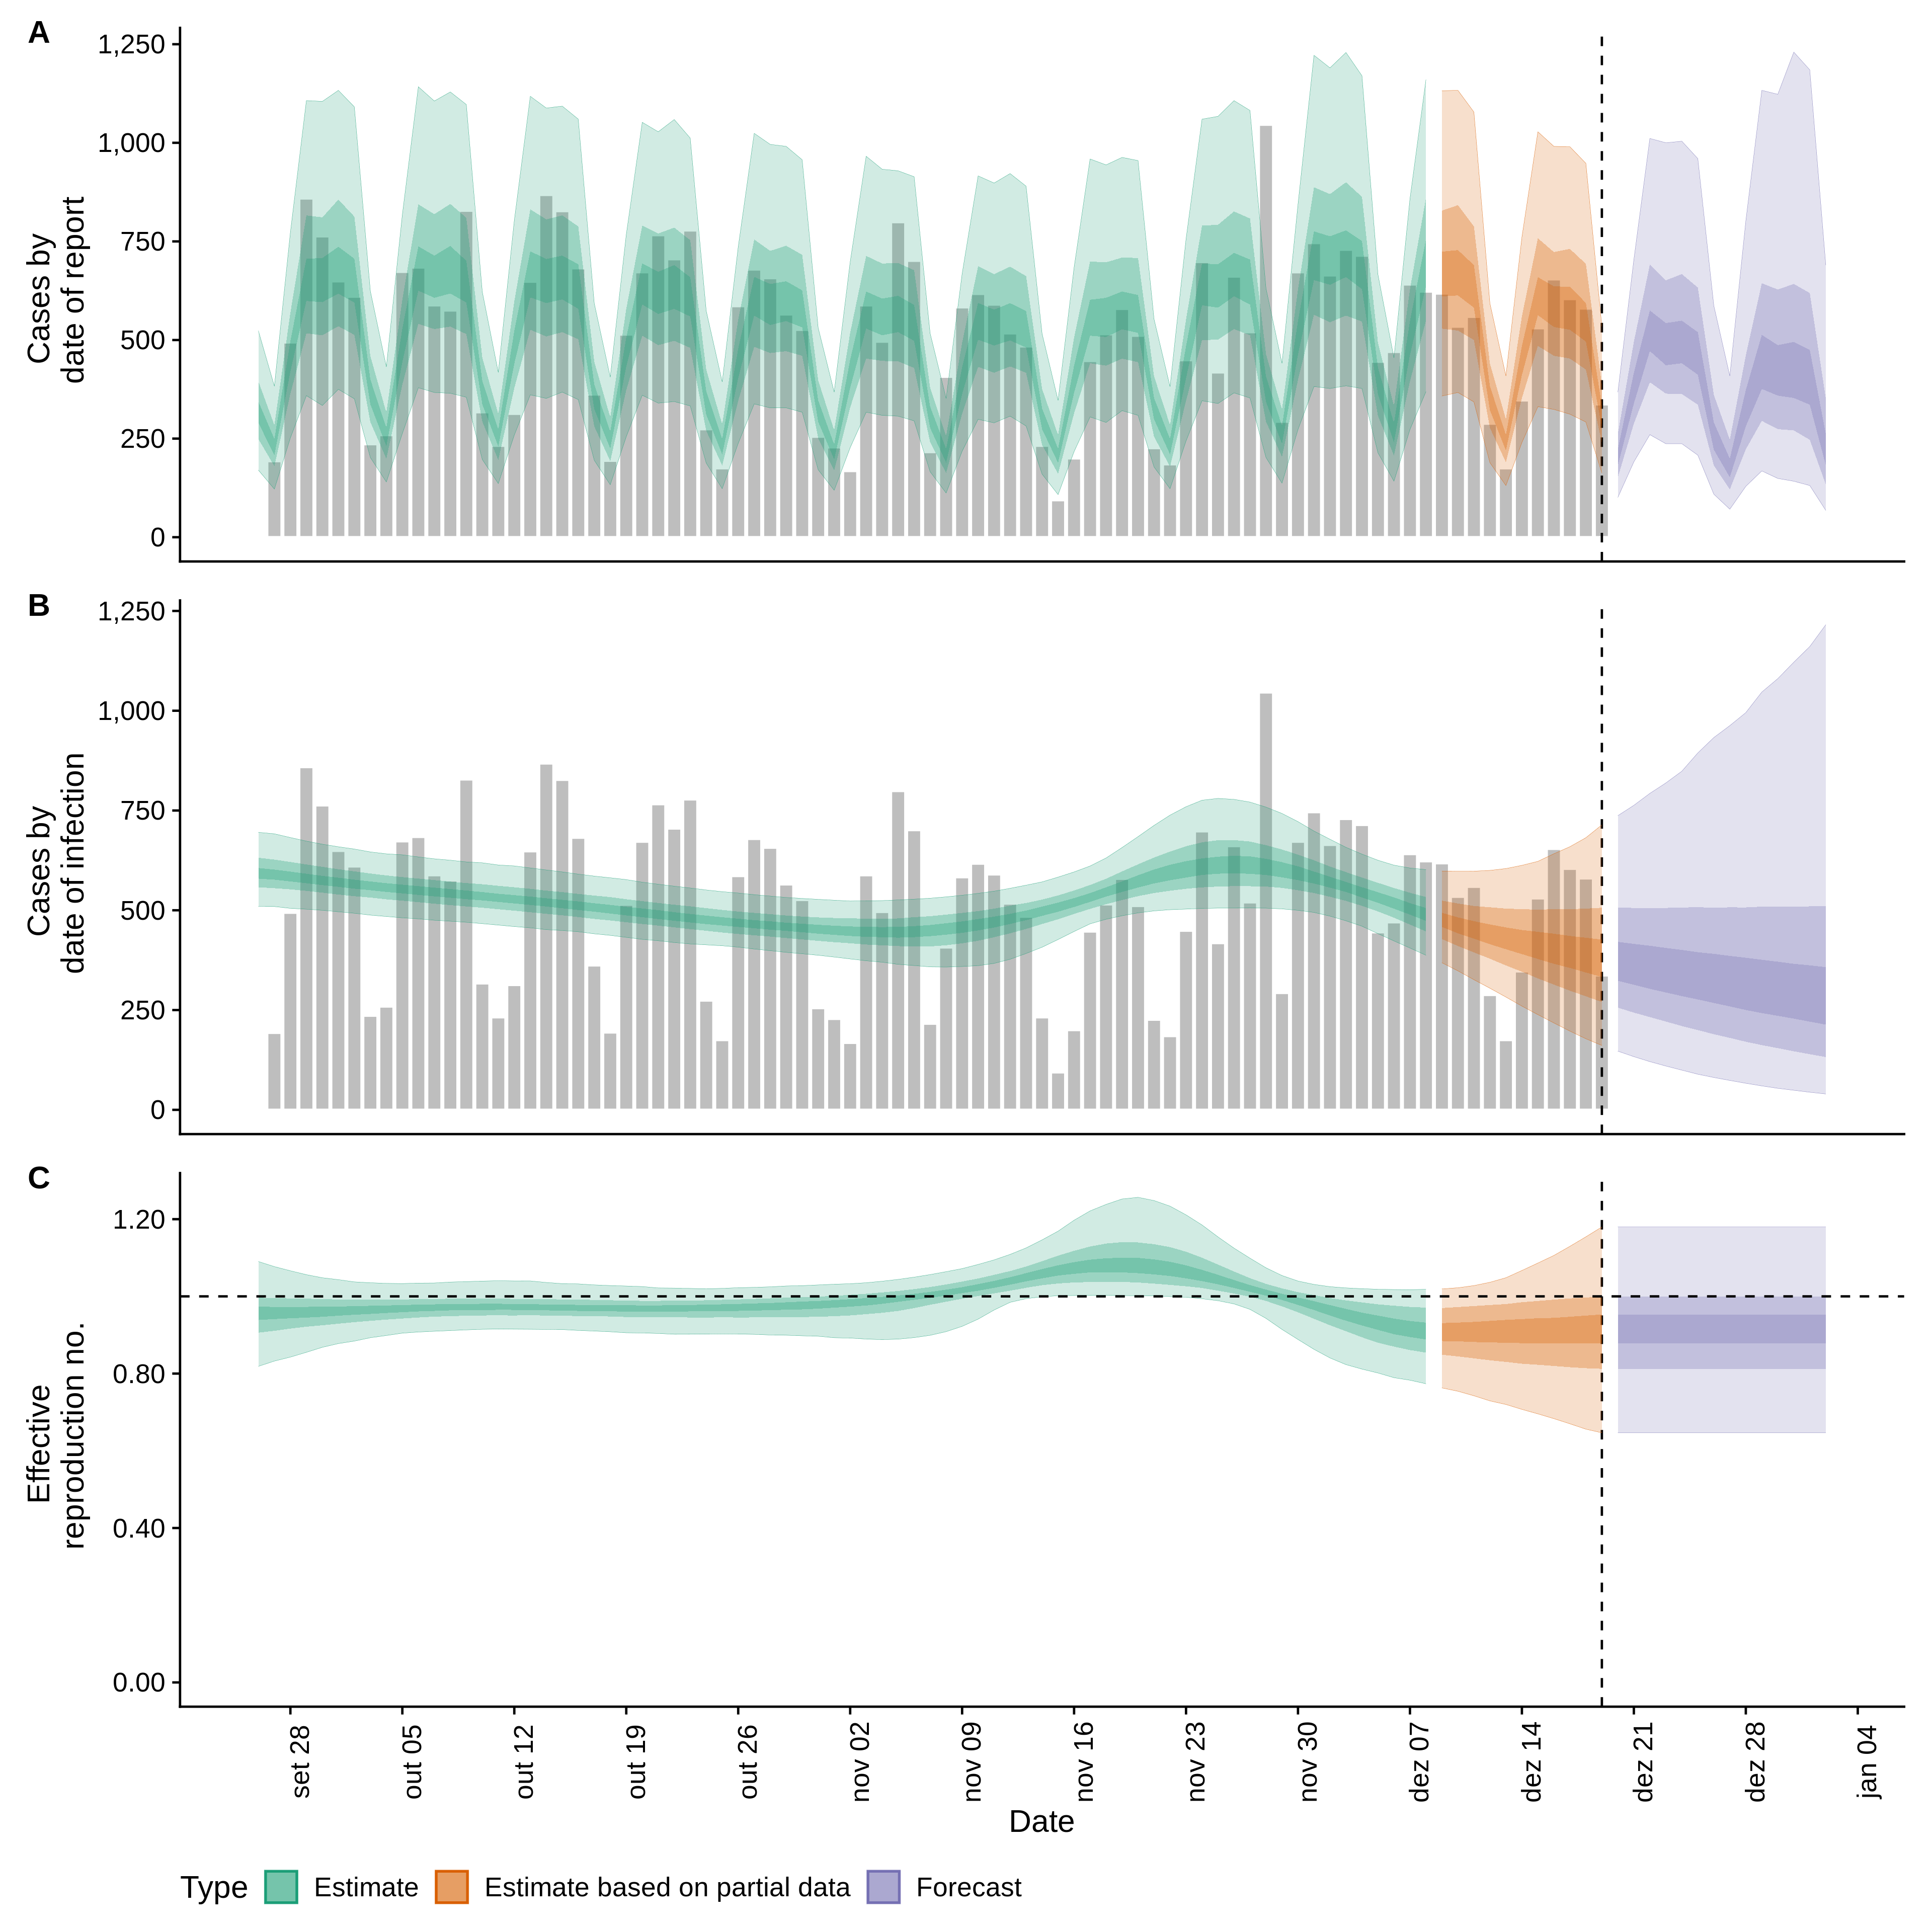 A
1,250
1,000
750
500
250
0
Cases by
date of report
B
1,250
1,000
750
500
250
0
Cases by
date of infection
C
1.20
0.80
0.40
0.00
Effective
reproduction no.
set 28
out 05
out 12
out 19
out 26
nov 02
nov 09
nov 16
nov 23
nov 30
dez 07
dez 14
dez 21
dez 28
jan 04
Date
Type Estimate Estimate based on partial data Forecast